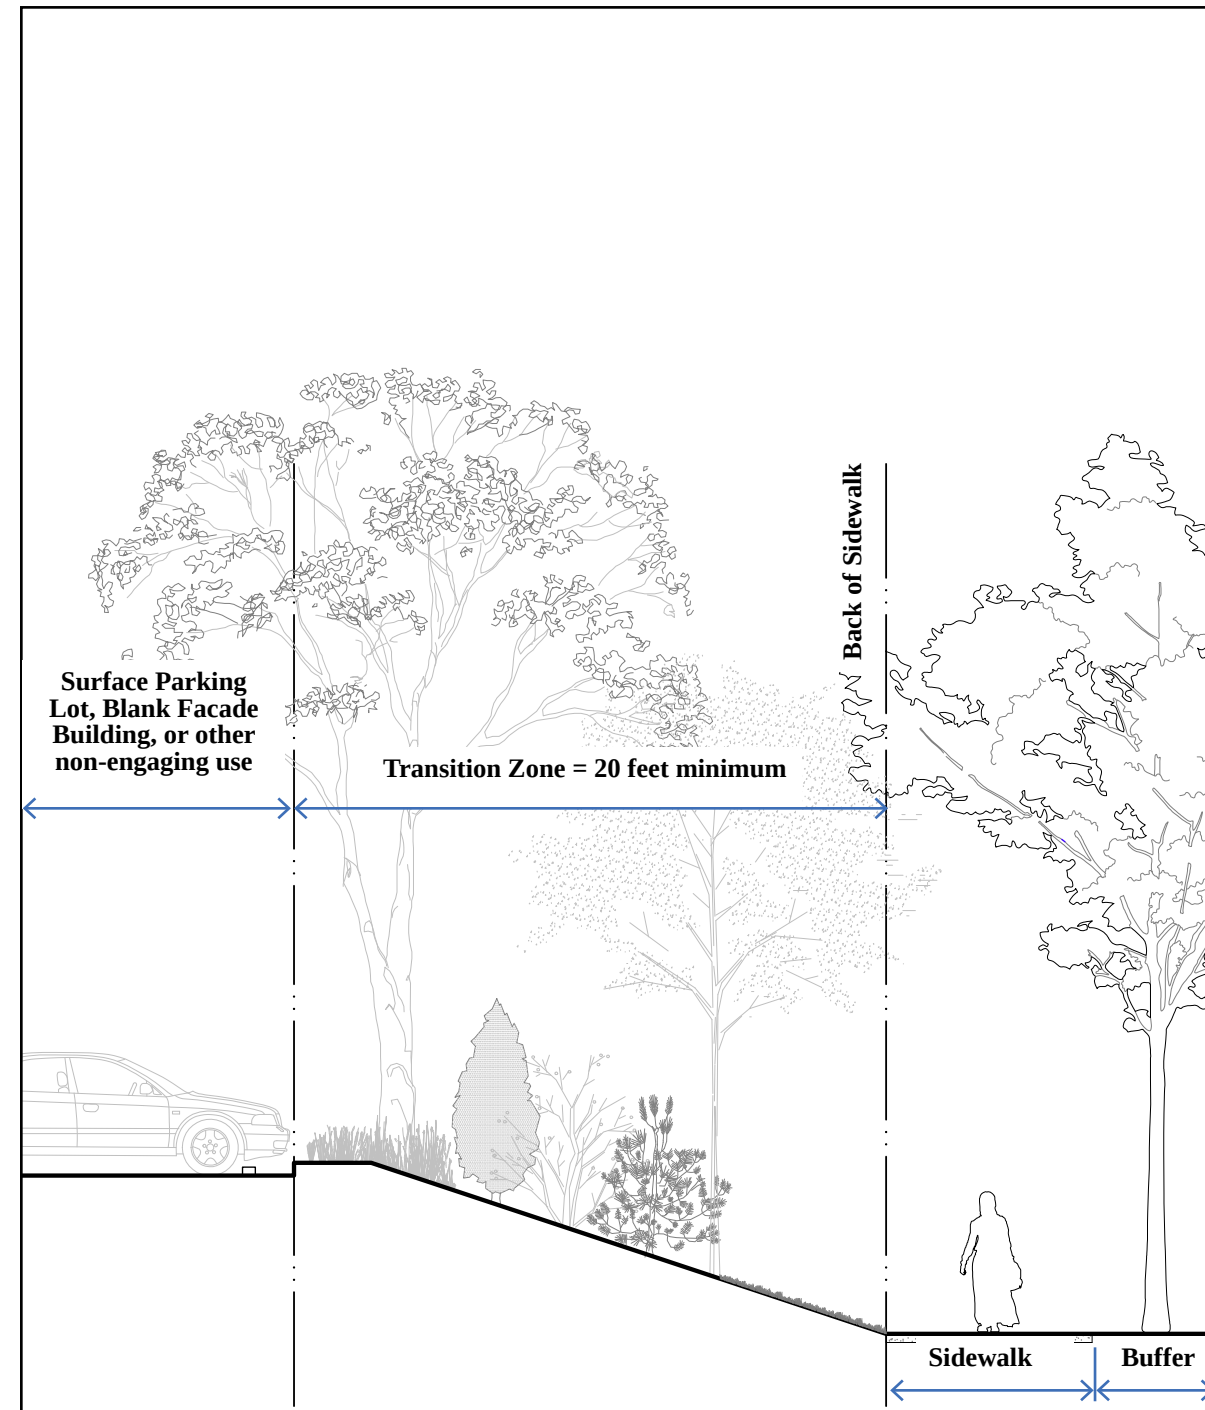 Back of Sidewalk
Surface Parking
Lot, Blank Facade
Building, or other
non-engaging use
Transition Zone = 20 feet minimum
Sidewalk
Buffer